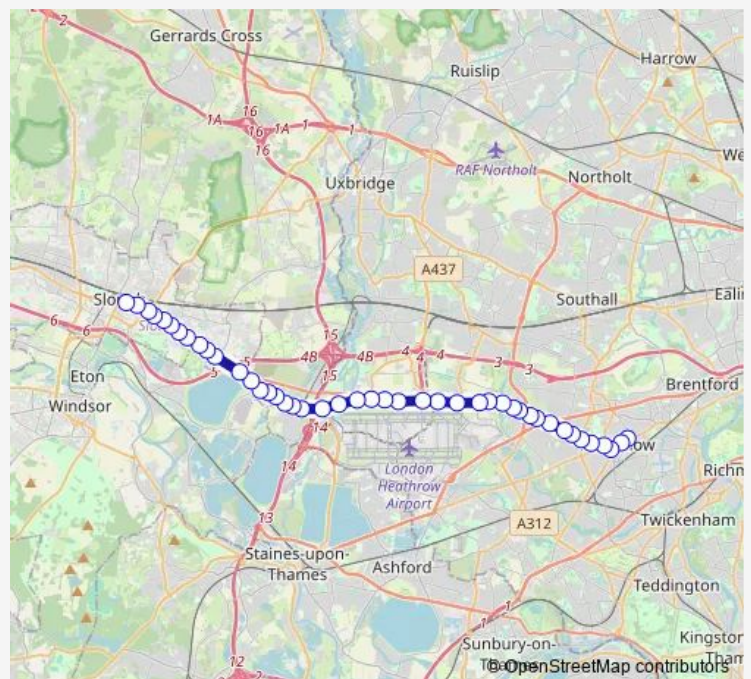 2
Gerrards Cross
Harrow
Ruislip
16
1A
16
1A
1
1
16
We
RAF Northolt
Uxbridge
Northolt
A437
Slo
Southall
Eali
6
6
15
4B
4B
4
4
4
3
3
5
5
15
Eton
Brentford
Windsor
14
ow
London
Heathrow
Airport
Richm
14
13
A312
Twickenham
Staines-upon-
Thames
Ashford
Teddington
1
1
Sunbury-on-
Kingston
Tham
12
2
© OpenStreetMap contributors